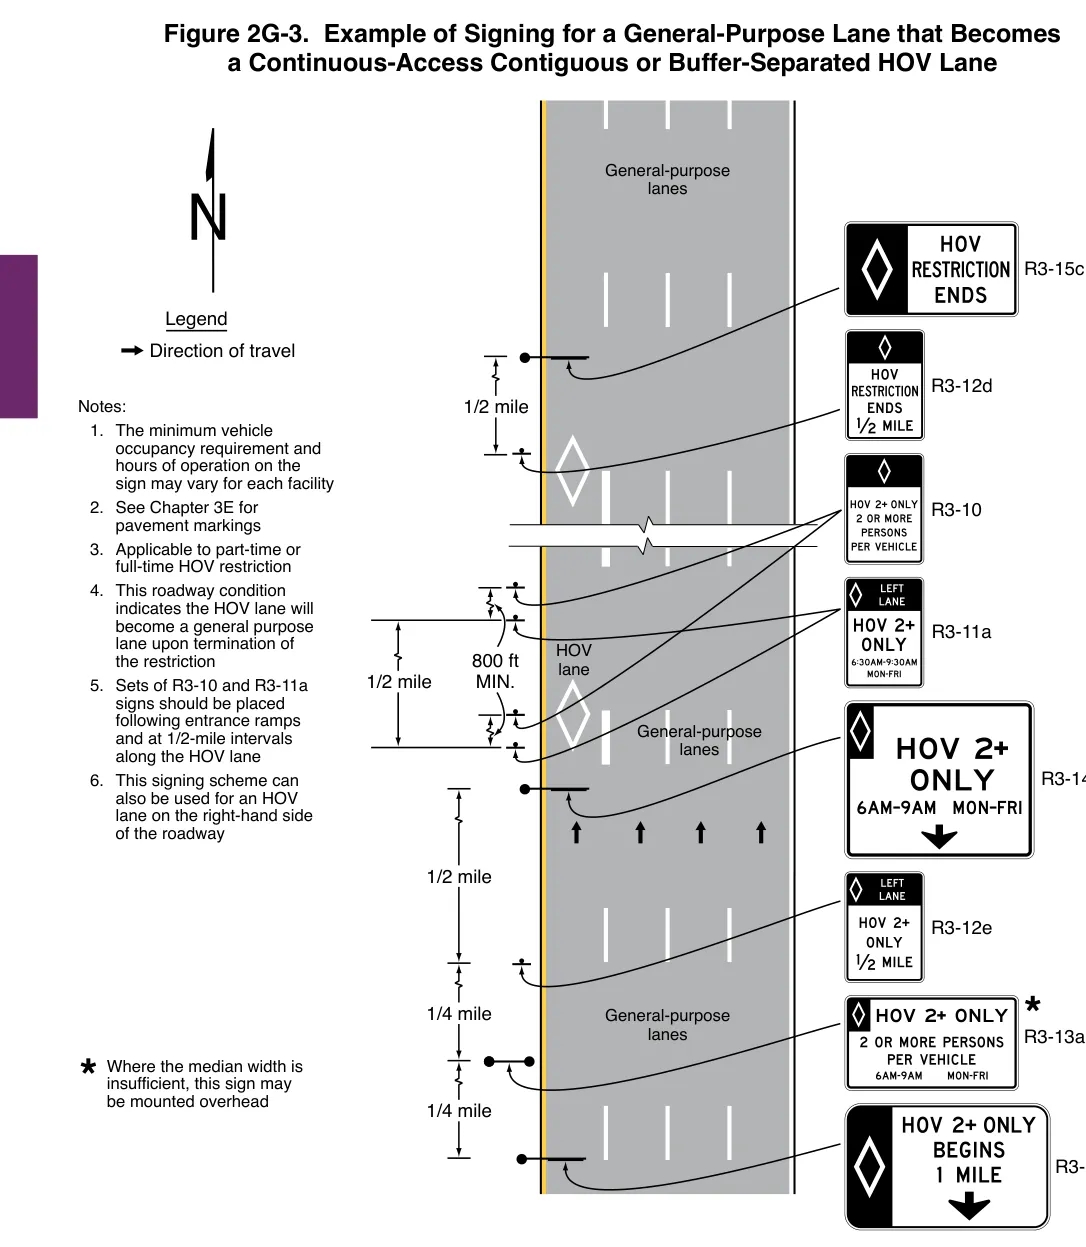 Figure 2G-3.  Example of Signing for a General-Purpose Lane that Becomes
a Continuous-Access Contiguous or Buffer-Separated HOV Lane
N
Legend
Direction of travel
Notes:
1. The minimum vehicle
occupancy requirement and
hours of operation on the
sign may vary for each facility
2. See Chapter 3E for
pavement markings
3. Applicable to part-time or
full-time HOV restriction
4. This roadway condition
indicates the HOV lane will
become a general purpose
lane upon termination of
the restriction
5. Sets of R3-10 and R3-11a
signs should be placed
following entrance ramps
and at 1/2-mile intervals
along the HOV lane
6. This signing scheme can
also be used for an HOV
lane on the right-hand side
of the roadway
* Where the median width is
insufficient, this sign may
be mounted overhead
General-purpose
lanes
1/2 mile
1/2 mile
800 ft
MIN.
HOV
lane
General-purpose
lanes
1/2 mile
1/4 mile
General-purpose
lanes
1/4 mile
HOV
RESTRICTION
ENDS
R3-15c
HOV
RESTRICTION
ENDS
1/2 MILE
R3-12d
HOV 2+ ONLY
2 OR MORE
PERSONS
PER VEHICLE
R3-10
LEFT
LANE
HOV 2+
ONLY
6:30AM-9:30AM
MON-FRI
R3-11a
HOV 2+
ONLY
6AM-9AM MON-FRI
R3-14
LEFT
LANE
HOV 2+
ONLY
1/2 MILE
R3-12e
*
HOV 2+ ONLY
2 OR MORE PERSONS
PER VEHICLE
6AM-9AM MON-FRI
R3-13a
HOV 2+ ONLY
BEGINS
1 MILE
R3-